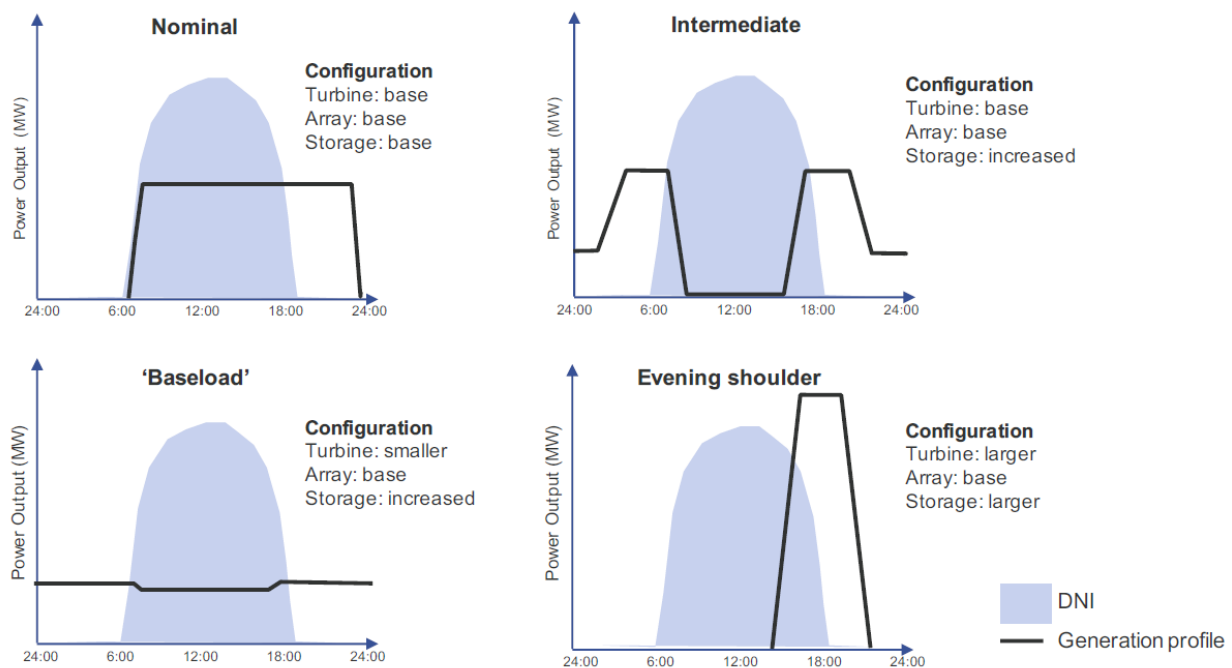 Nominal
Power Output (MW)
Configuration
Turbine: base
Array: base
Storage: base
24:00 6:00 12:00 18:00 24:00
Intermediate
Power Output (MW)
Configuration
Turbine: base
Array: base
Storage: increased
24:00 6:00 12:00 18:00 24:00
‘Baseload’
Power Output (MW)
Configuration
Turbine: smaller
Array: base
Storage: increased
24:00 6:00 12:00 18:00 24:00
Evening shoulder
Power Output (MW)
Configuration
Turbine: larger
Array: base
Storage: larger
24:00 6:00 12:00 18:00 24:00
DNI
Generation profile